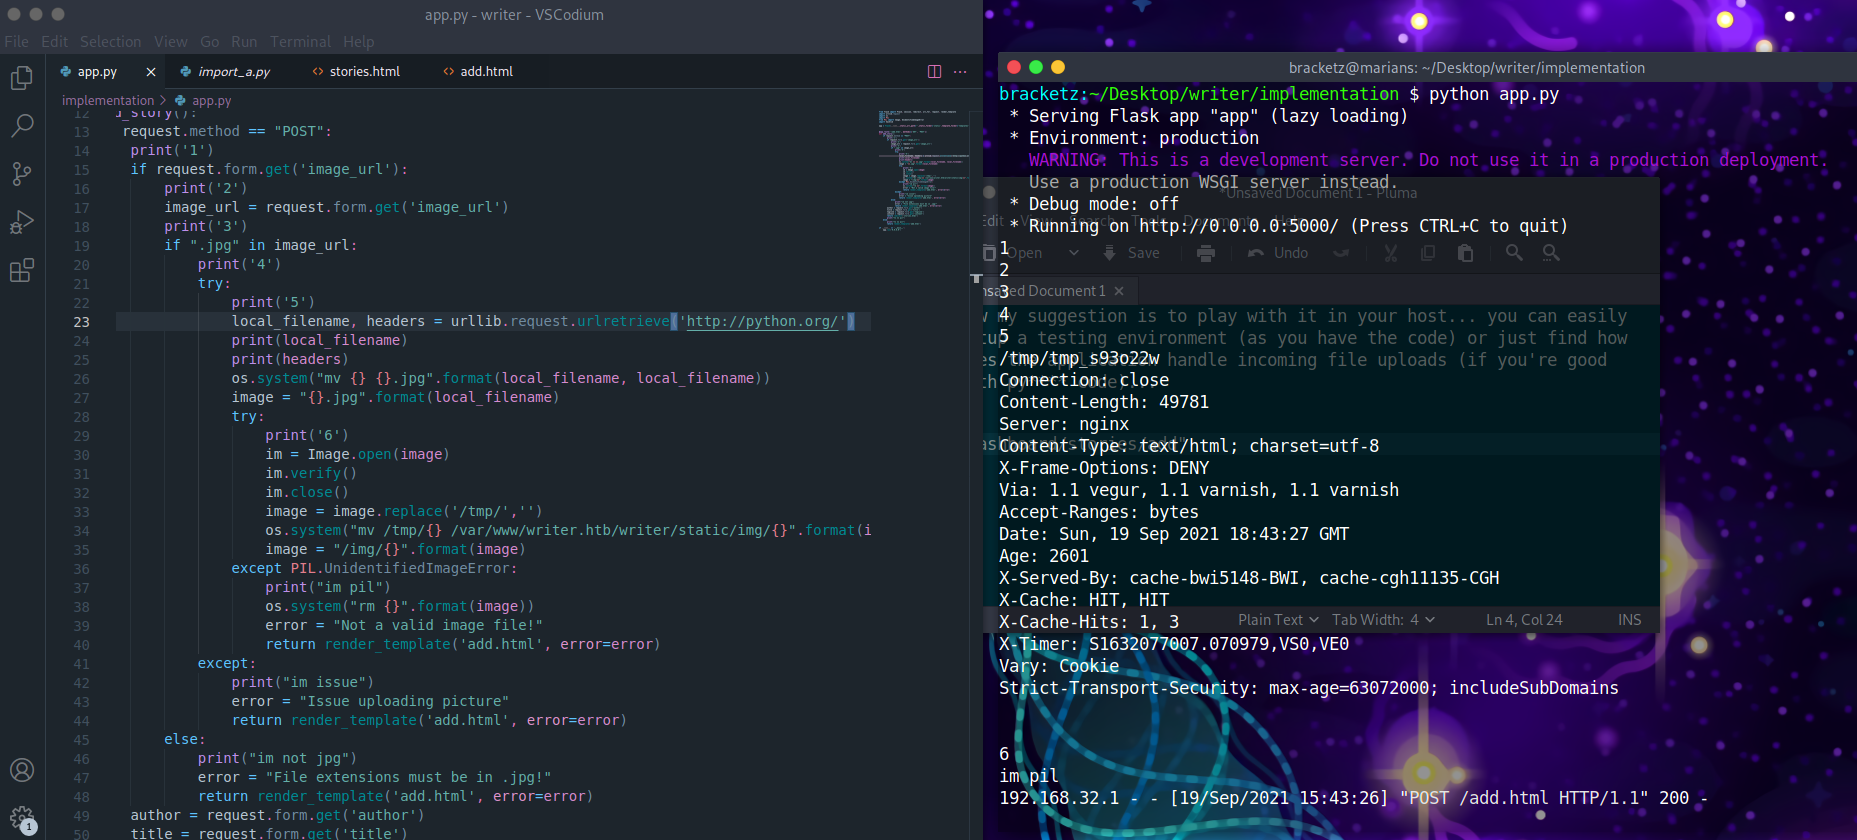 app.py - writer - VSCodium
File Edit Selection View Go Run Terminal Help
app.py import_a.py stories.html add.html
implementation > app.py
12 d_story():
13 request.method == "POST":
14 print('1')
15 if request.form.get('image_url'):
16 print('2')
17 image_url = request.form.get('image_url')
18 print('3')
19 if ".jpg" in image_url:
20 print('4')
21 try:
22 print('5')
23 local_filename, headers = urllib.request.urlretrieve('http://python.org/')
24 print(local_filename)
25 print(headers)
26 os.system("mv {} {}.jpg".format(local_filename, local_filename))
27 image = "{}.jpg".format(local_filename)
28 try:
29 print('6')
30 im = Image.open(image)
31 im.verify()
32 im.close()
33 image = image.replace('/tmp/','')
34 os.system("mv /tmp/{} /var/www/writer.htb/writer/static/img/{}".format(i
35 image = "/img/{}".format(image)
36 except PIL.UnidentifiedImageError:
37 print("im pil")
38 os.system("rm {}".format(image))
39 error = "Not a valid image file!"
40 return render_template('add.html', error=error)
41 except:
42 print("im issue")
43 error = "Issue uploading picture"
44 return render_template('add.html', error=error)
45 else:
46 print("im not jpg")
47 error = "File extensions must be in .jpg!"
48 return render_template('add.html', error=error)
49 author = request.form.get('author')
50 title = request.form.get('title')
1
bracketz@marians: ~/Desktop/writer/implementation
bracketz:~/Desktop/writer/implementation $ python app.py
* Serving Flask app "app" (lazy loading)
* Environment: production
WARNING: This is a development server. Do not use it in a production deployment.
Use a production WSGI server instead.
* Debug mode: off
* Running on http://0.0.0.0:5000/ (Press CTRL+C to quit)
1
2
3
4
5
/tmp/tmp_s93o22w
Connection: close
Content-Length: 49781
Server: nginx
Content-Type: text/html; charset=utf-8
X-Frame-Options: DENY
Via: 1.1 vegur, 1.1 varnish, 1.1 varnish
Accept-Ranges: bytes
Date: Sun, 19 Sep 2021 18:43:27 GMT
Age: 2601
X-Served-By: cache-bwi5148-BWI, cache-cgh11135-CGH
X-Cache: HIT, HIT
X-Cache-Hits: 1, 3
X-Timer: S1632077007.070979,VS0,VE0
Vary: Cookie
Strict-Transport-Security: max-age=63072000; includeSubDomains
6
im pil
192.168.32.1 - - [19/Sep/2021 15:43:26] "POST /add.html HTTP/1.1" 200 -
*Unsaved Document 1 - Pluma
Edit View Search Tools Documents Help
Open Save Undo
nsaved Document 1
w my suggestion is to play with it in your host... you can easily
tup a testing environment (as you have the code) or just find how
es the application handle incoming file uploads (if you're good
th code)
ashboard/stories/add"
Plain Text Tab Width: 4 Ln 4, Col 24 INS